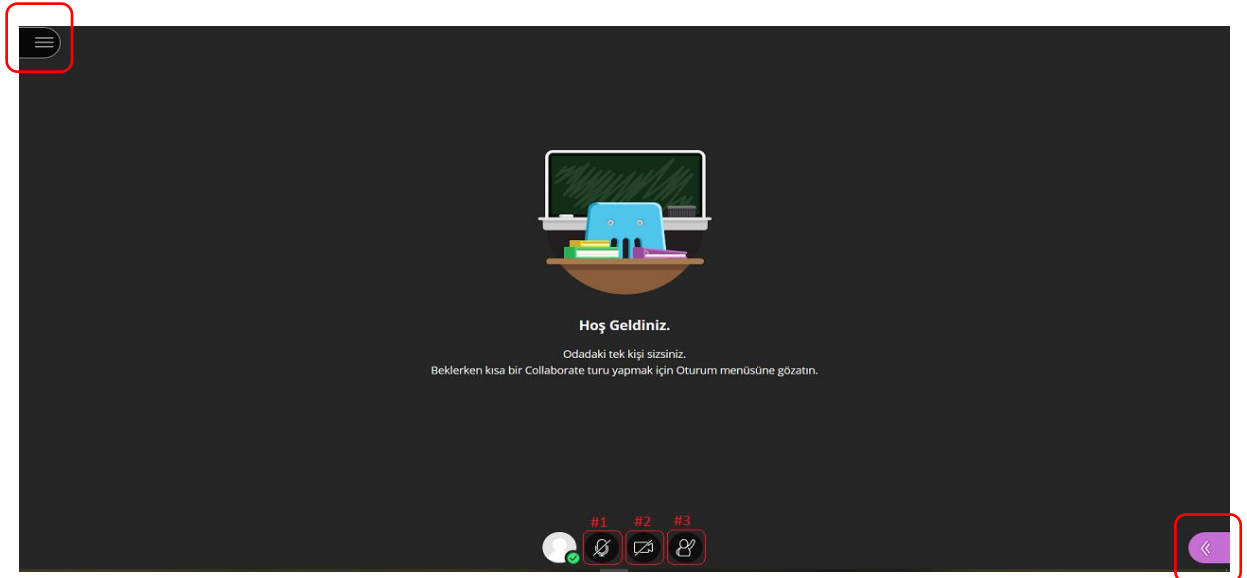 Hoş Geldiniz.
Odadaki tek kişi sizsiniz.
Beklerken kısa bir Collaborate turu yapmak için Oturum menüsüne gözatın.
#1 #2 #3